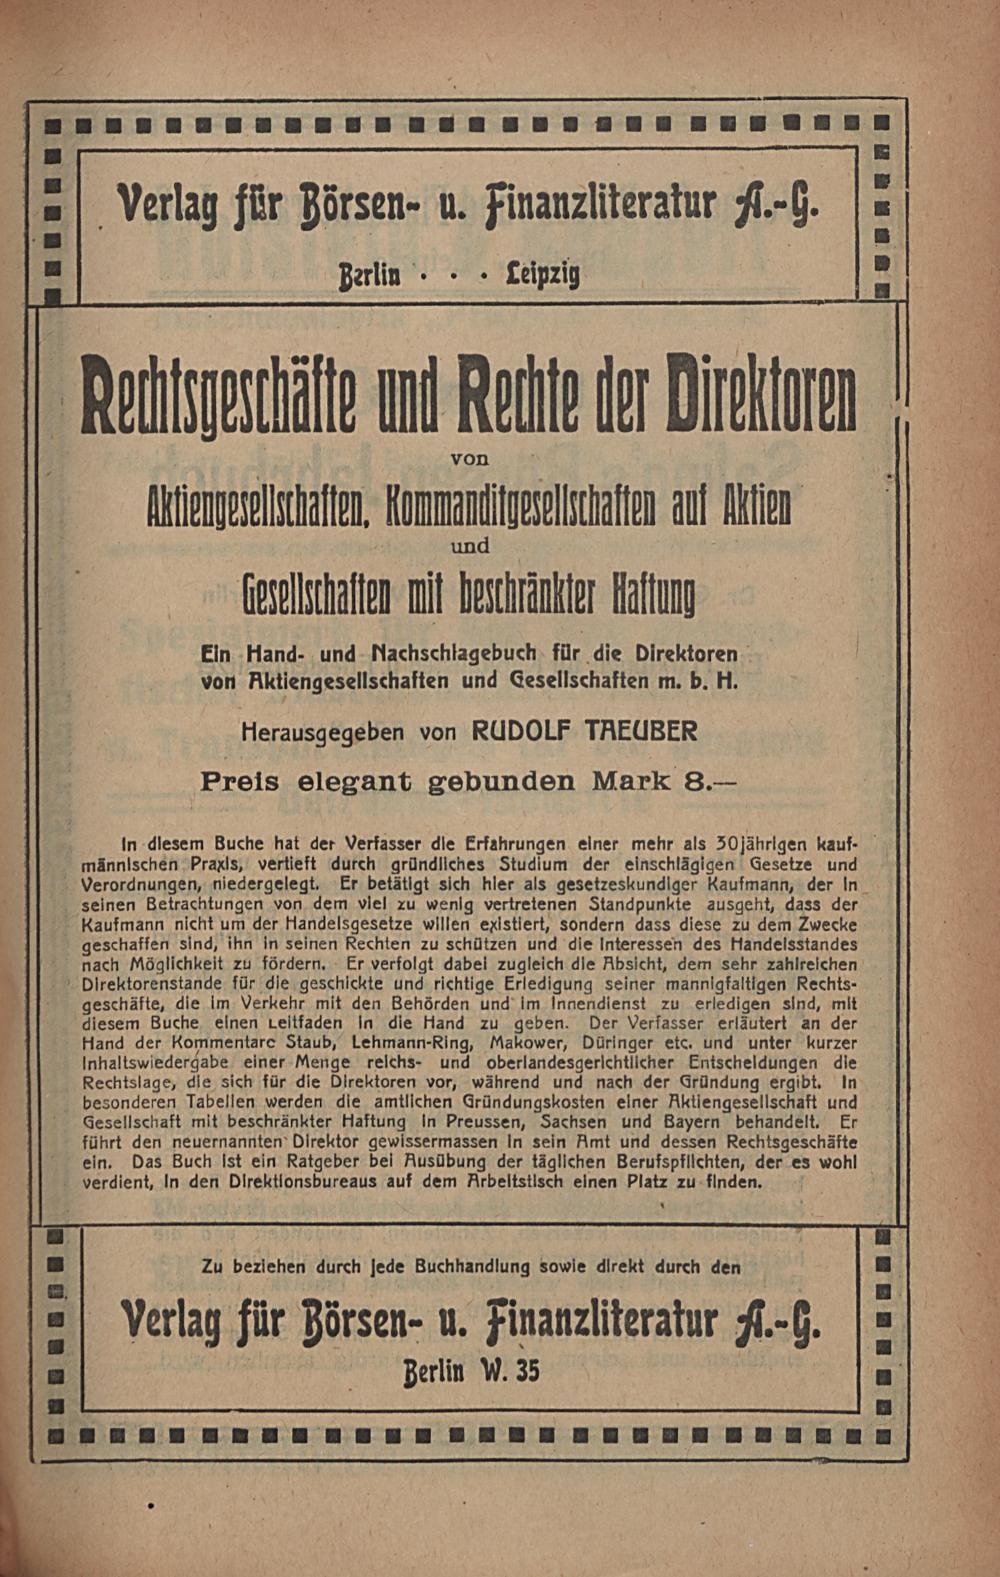 Verlag für Börsen- u. Finanzliteratur A.-G.
Berlin · · · Leipzig
Rechtsgeschäfte und Rechte der Direktoren
von
Aktiengesellschaften, Kommanditgesellschaften auf Aktien
und
Gesellschaften mit beschränkter Haftung
Ein Hand- und Nachschlagebuch für die Direktoren
von Aktiengesellschaften und Gesellschaften m. b. H.
Herausgegeben von RUDOLF TAEUBER
Preis elegant gebunden Mark 8.—
In diesem Buche hat der Verfasser die Erfahrungen einer mehr als 30jährigen kauf-
männischen Praxis, vertieft durch gründliches Studium der einschlägigen Gesetze und
Verordnungen, niedergelegt. Er betätigt sich hier als gesetzeskundiger Kaufmann, der in
seinen Betrachtungen von dem viel zu wenig vertretenen Standpunkte ausgeht, dass der
Kaufmann nicht um der Handelsgesetze willen existiert, sondern dass diese zu dem Zwecke
geschaffen sind, ihn in seinen Rechten zu schützen und die Interessen des Handelsstandes
nach Möglichkeit zu fördern. Er verfolgt dabei zugleich die Absicht, dem sehr zahlreichen
Direktorenstande für die geschickte und richtige Erledigung seiner mannigfaltigen Rechts-
geschäfte, die im Verkehr mit den Behörden und im Innendienst zu erledigen sind, mit
diesem Buche einen Leitfaden in die Hand zu geben. Der Verfasser erläutert an der
Hand der Kommentare Staub, Lehmann-Ring, Makower, Düringer etc. und unter kurzer
Inhaltswiedergabe einer Menge reichs- und oberlandesgerichtlicher Entscheidungen die
Rechtslage, die sich für die Direktoren vor, während und nach der Gründung ergibt. In
besonderen Tabellen werden die amtlichen Gründungskosten einer Aktiengesellschaft und
Gesellschaft mit beschränkter Haftung in Preussen, Sachsen und Bayern behandelt. Er
führt den neuernannten Direktor gewissermassen in sein Amt und dessen Rechtsgeschäfte
ein. Das Buch ist ein Ratgeber bei Ausübung der täglichen Berufspflichten, der es wohl
verdient, in den Direktionsbureaus auf dem Arbeitstisch einen Platz zu finden.
Zu beziehen durch jede Buchhandlung sowie direkt durch den
Verlag für Börsen- u. Finanzliteratur A.-G.
Berlin W. 35